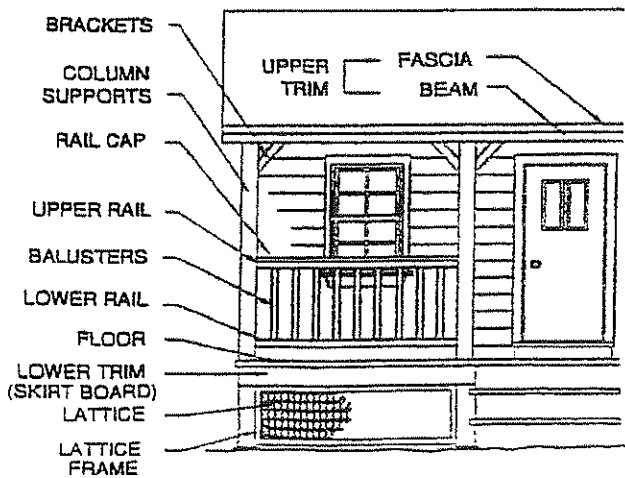 BRACKETS
COLUMN
SUPPORTS
RAIL CAP
UPPER RAIL
BALUSTERS
LOWER RAIL
FLOOR
LOWER TRIM
(SKIRT BOARD)
LATTICE
LATTICE
FRAME
UPPER
TRIM
FASCIA
BEAM